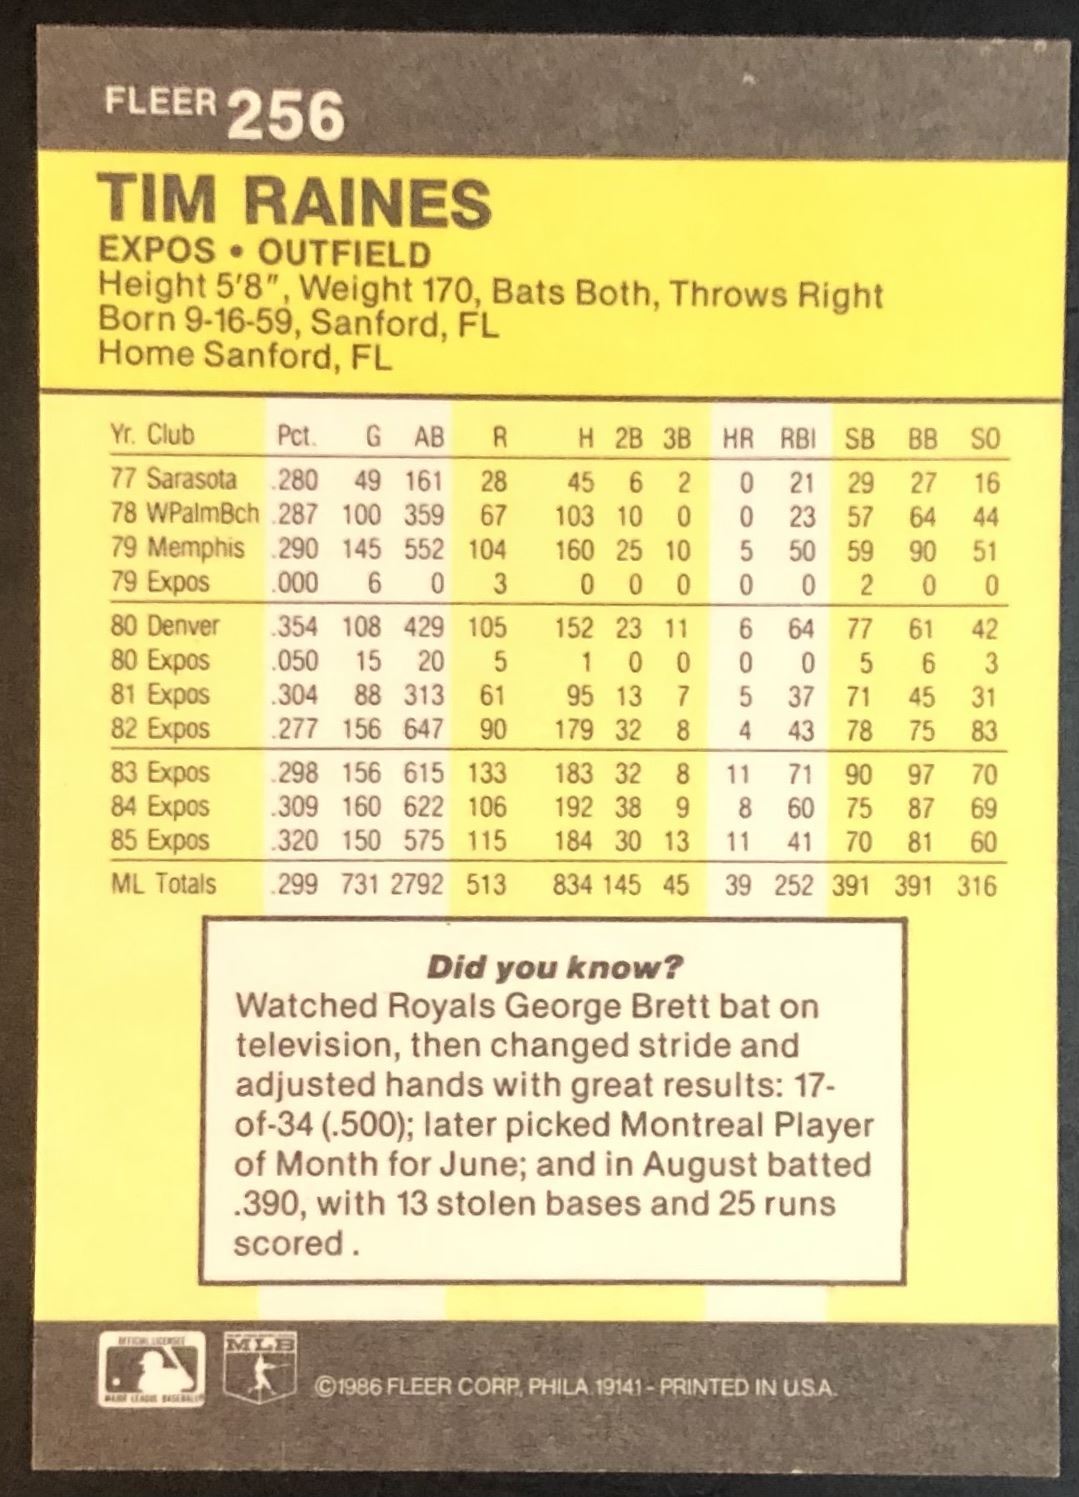 FLEER 256
TIM RAINES
EXPOS • OUTFIELD
Height 5'8", Weight 170, Bats Both, Throws Right
Born 9-16-59, Sanford, FL
Home Sanford, FL
Yr. Club Pct. G AB R H 2B 3B HR RBI SB BB SO
77 Sarasota .280 49 161 28 45 6 2 0 21 29 27 16
78 WPalmBch .287 100 359 67 103 10 0 0 23 57 64 44
79 Memphis .290 145 552 104 160 25 10 5 50 59 90 51
79 Expos .000 6 0 3 0 0 0 0 0 2 0 0
80 Denver .354 108 429 105 152 23 11 6 64 77 61 42
80 Expos .050 15 20 5 1 0 0 0 0 5 6 3
81 Expos .304 88 313 61 95 13 7 5 37 71 45 31
82 Expos .277 156 647 90 179 32 8 4 43 78 75 83
83 Expos .298 156 615 133 183 32 8 11 71 90 97 70
84 Expos .309 160 622 106 192 38 9 8 60 75 87 69
85 Expos .320 150 575 115 184 30 13 11 41 70 81 60
ML Totals .299 731 2792 513 834 145 45 39 252 391 391 316
Did you know?
Watched Royals George Brett bat on
television, then changed stride and
adjusted hands with great results: 17-
of-34 (.500); later picked Montreal Player
of Month for June; and in August batted
.390, with 13 stolen bases and 25 runs
scored .
OFFICIAL LICENSEE
MAJOR LEAGUE BASEBALL
MLB
©1986 FLEER CORP., PHILA. 19141 - PRINTED IN U.S.A.